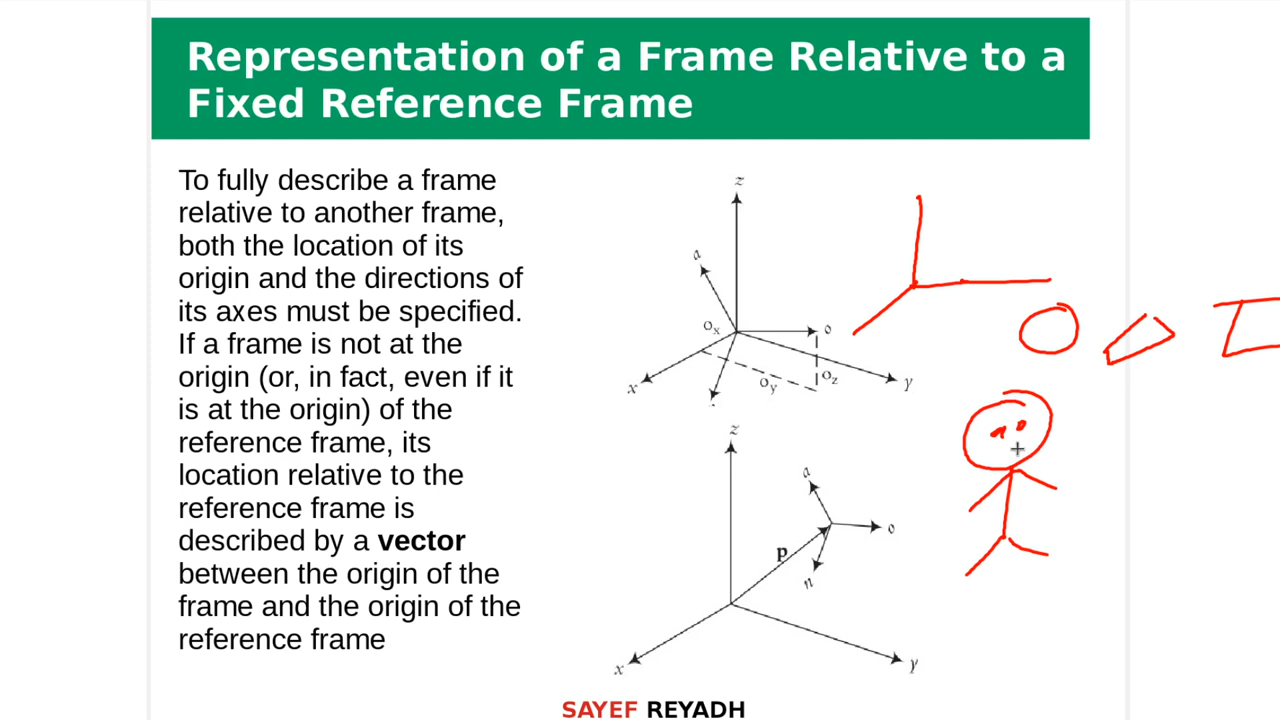 Representation of a Frame Relative to a
Fixed Reference Frame
To fully describe a frame
relative to another frame,
both the location of its
origin and the directions of
its axes must be specified.
If a frame is not at the
origin (or, in fact, even if it
is at the origin) of the
reference frame, its
location relative to the
reference frame is
described by a vector
between the origin of the
frame and the origin of the
reference frame
z
a
o
ox
oz
oy
x
y
z
a
o
p
n
x
y
SAYEF REYADH